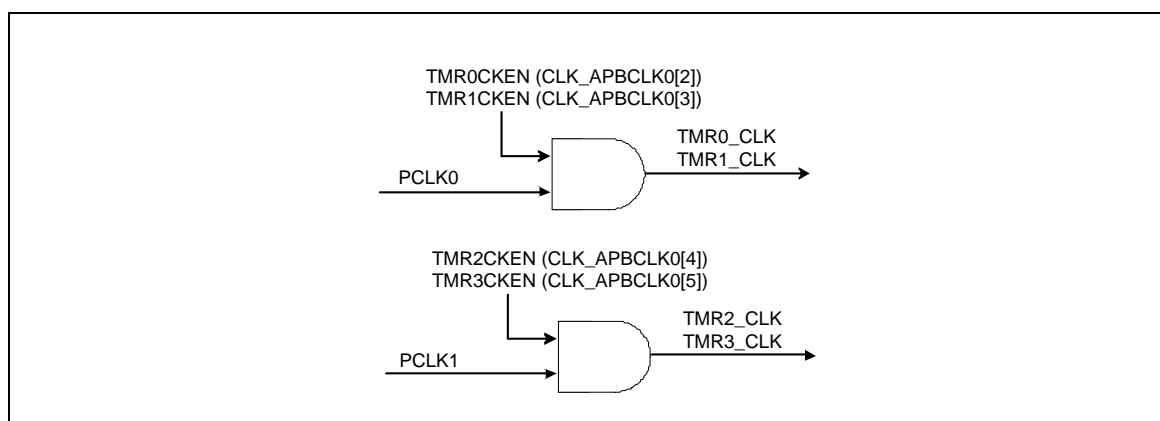 TMR0CKEN (CLK_APBCLK0[2])
TMR1CKEN (CLK_APBCLK0[3])
TMR0_CLK
TMR1_CLK
PCLK0
TMR2CKEN (CLK_APBCLK0[4])
TMR3CKEN (CLK_APBCLK0[5])
TMR2_CLK
TMR3_CLK
PCLK1